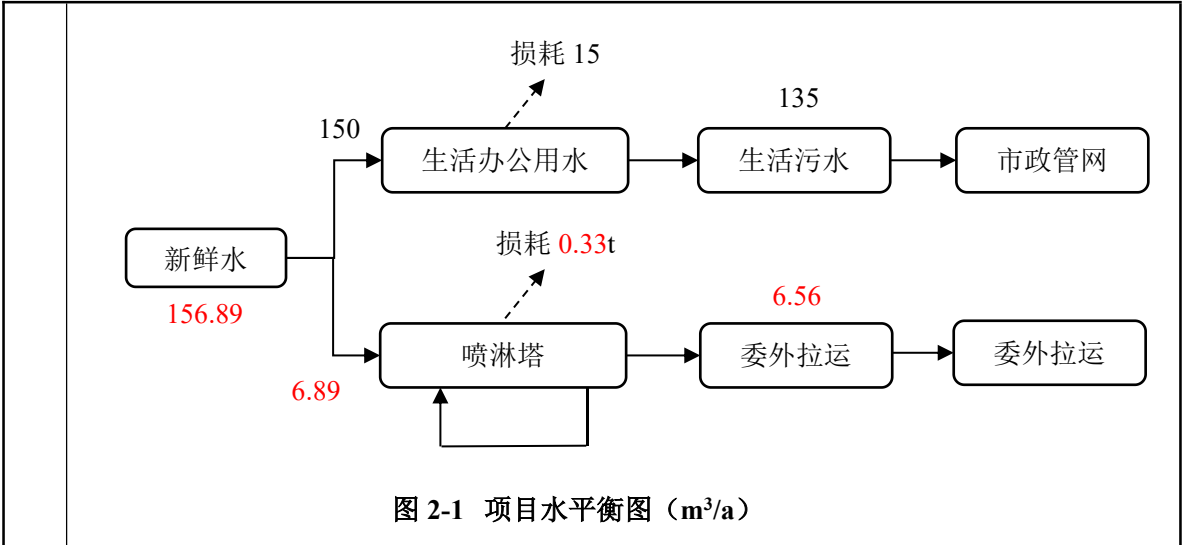 损耗 15
135
150
生活办公用水
生活污水
市政管网
损耗 0.33t
新鲜水
156.89
6.56
喷淋塔
委外拉运
委外拉运
6.89
图 2-1 项目水平衡图（m³/a）